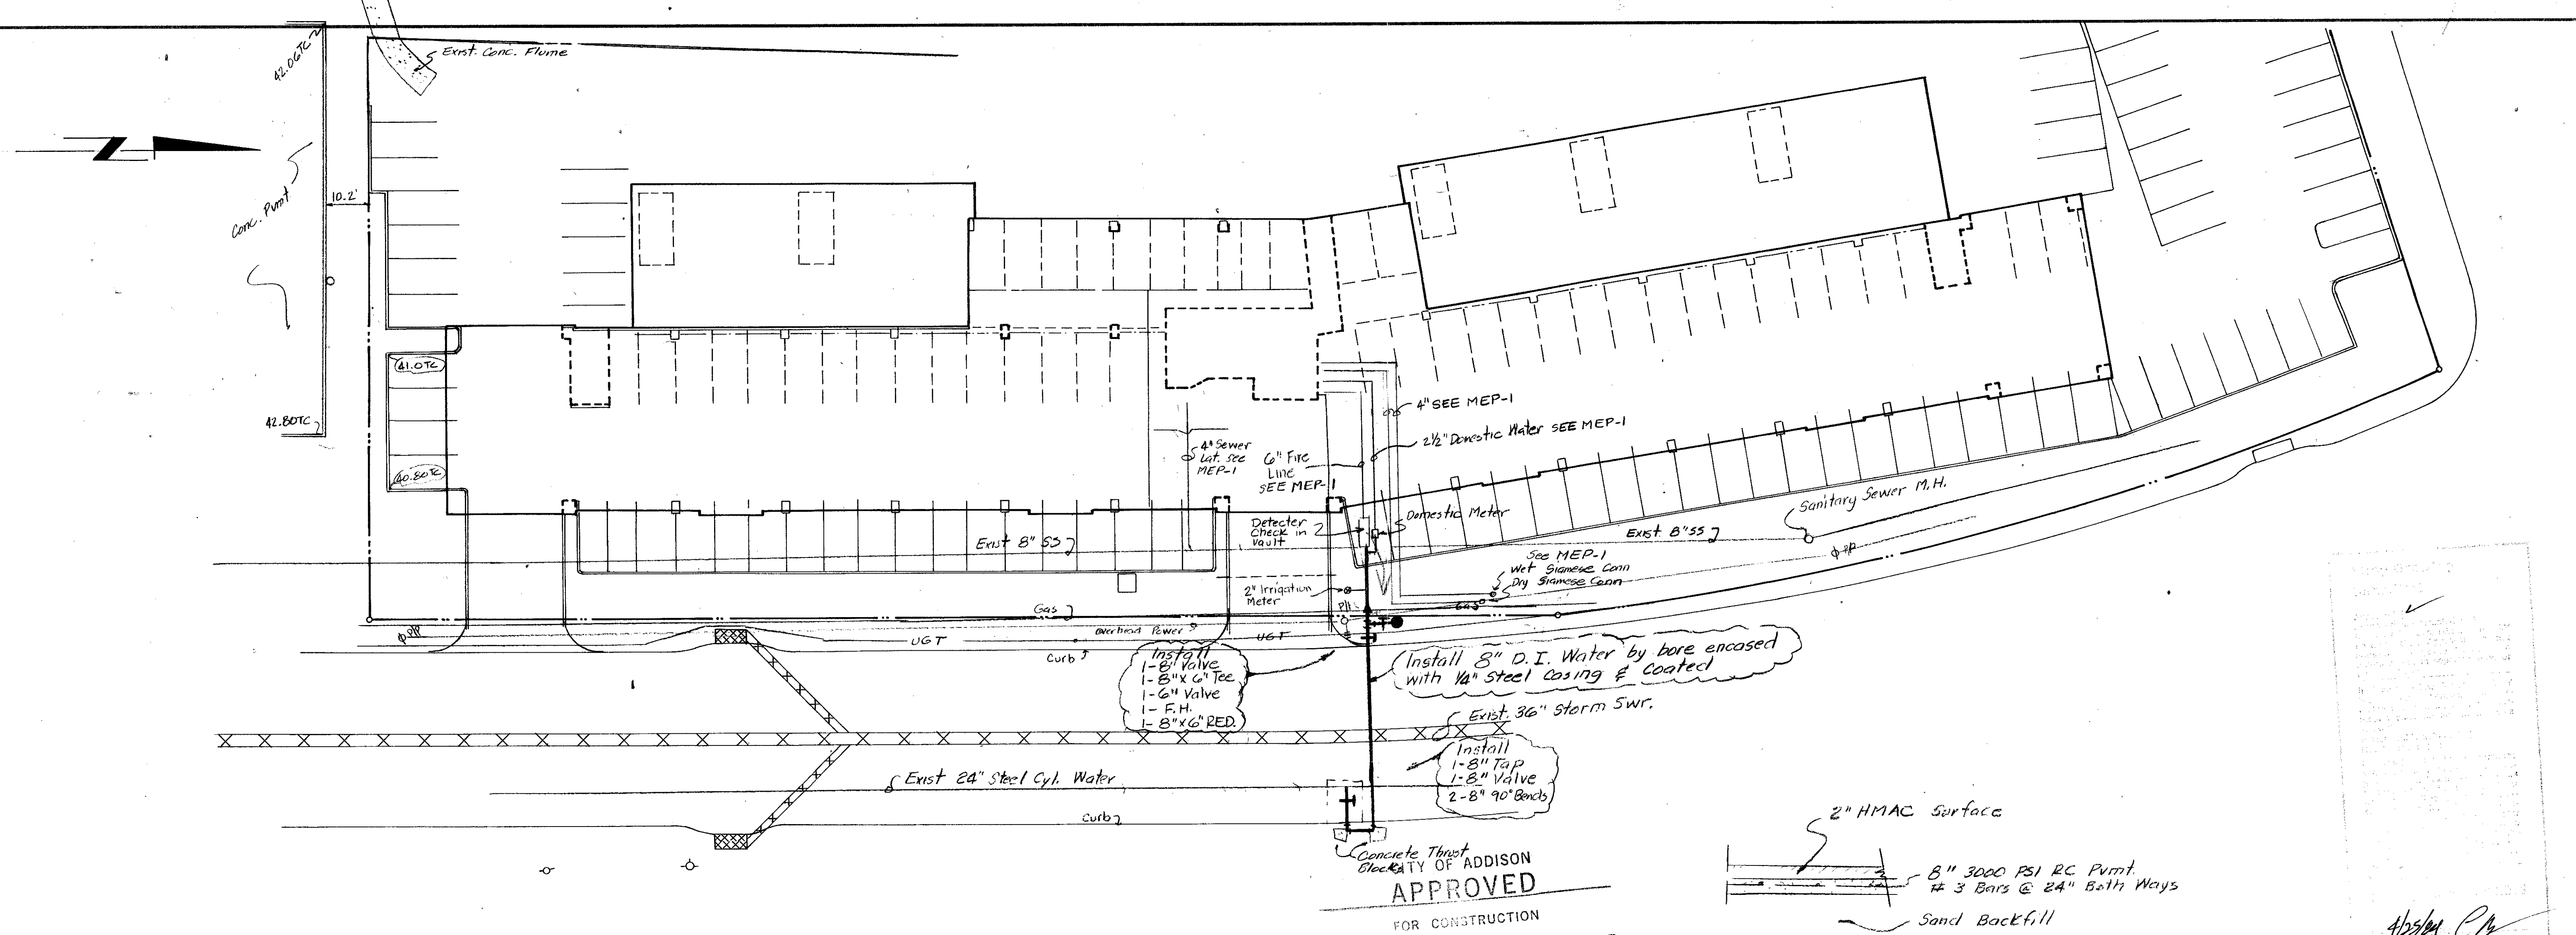 42.06TC
Exist. Conc. Flume
Conc. Pvmt
10.2'
41.0TC
42.80TC
40.80TC
4" SEE MEP-1
2½" Domestic Water SEE MEP-1
4" Sewer
Lat. see
MEP-1
6" Fire
Line
SEE MEP-1
Detecter
Check in
Vault
Domestic Meter
Sanitary Sewer M.H.
Exist 8" SS
Exist. 8" SS
See MEP-1
Wet Siamese Conn
Dry Siamese Conn
2" Irrigation
Meter
Gas
Gas
P/P
P/P
Overhead Power
UGT
UGT
Curb
Install
1-8" Valve
1-8" X 6" Tee
1-6" Valve
1- F.H.
1-8" X 6" RED.
Install 8" D.I. Water by bore encased
with 1/4" Steel Casing & Coated
Exist. 36" Storm Swr.
Install
1-8" Tap
1-8" Valve
2-8" 90° Bends
Exist 24" Steel Cyl. Water
Curb
Concrete Thrust
Blocks
CITY OF ADDISON
APPROVED
FOR CONSTRUCTION
2" HMAC Surface
8" 3000 PSI RC Pvmt.
# 3 Bars @ 24" Both Ways
Sand Backfill
4/25/84